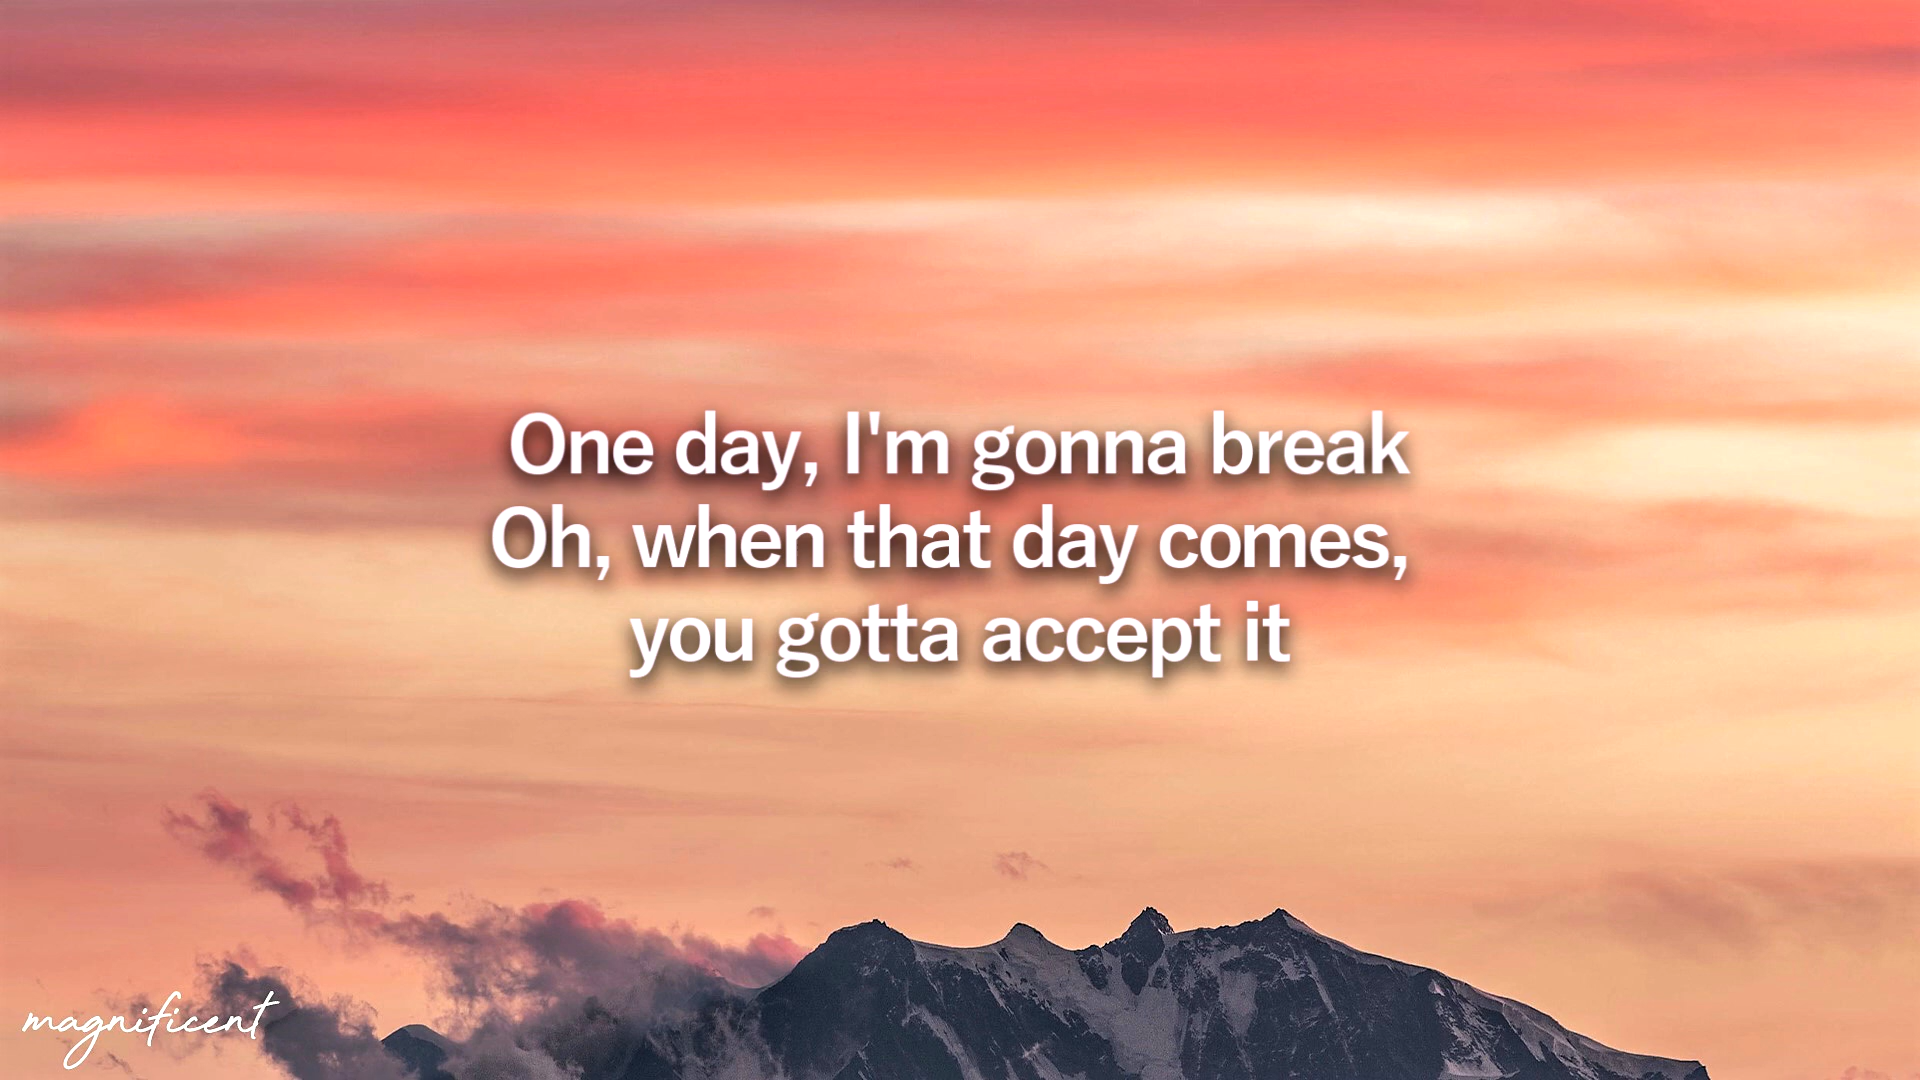 One day, I'm gonna break
Oh, when that day comes,
you gotta accept it
magnificent